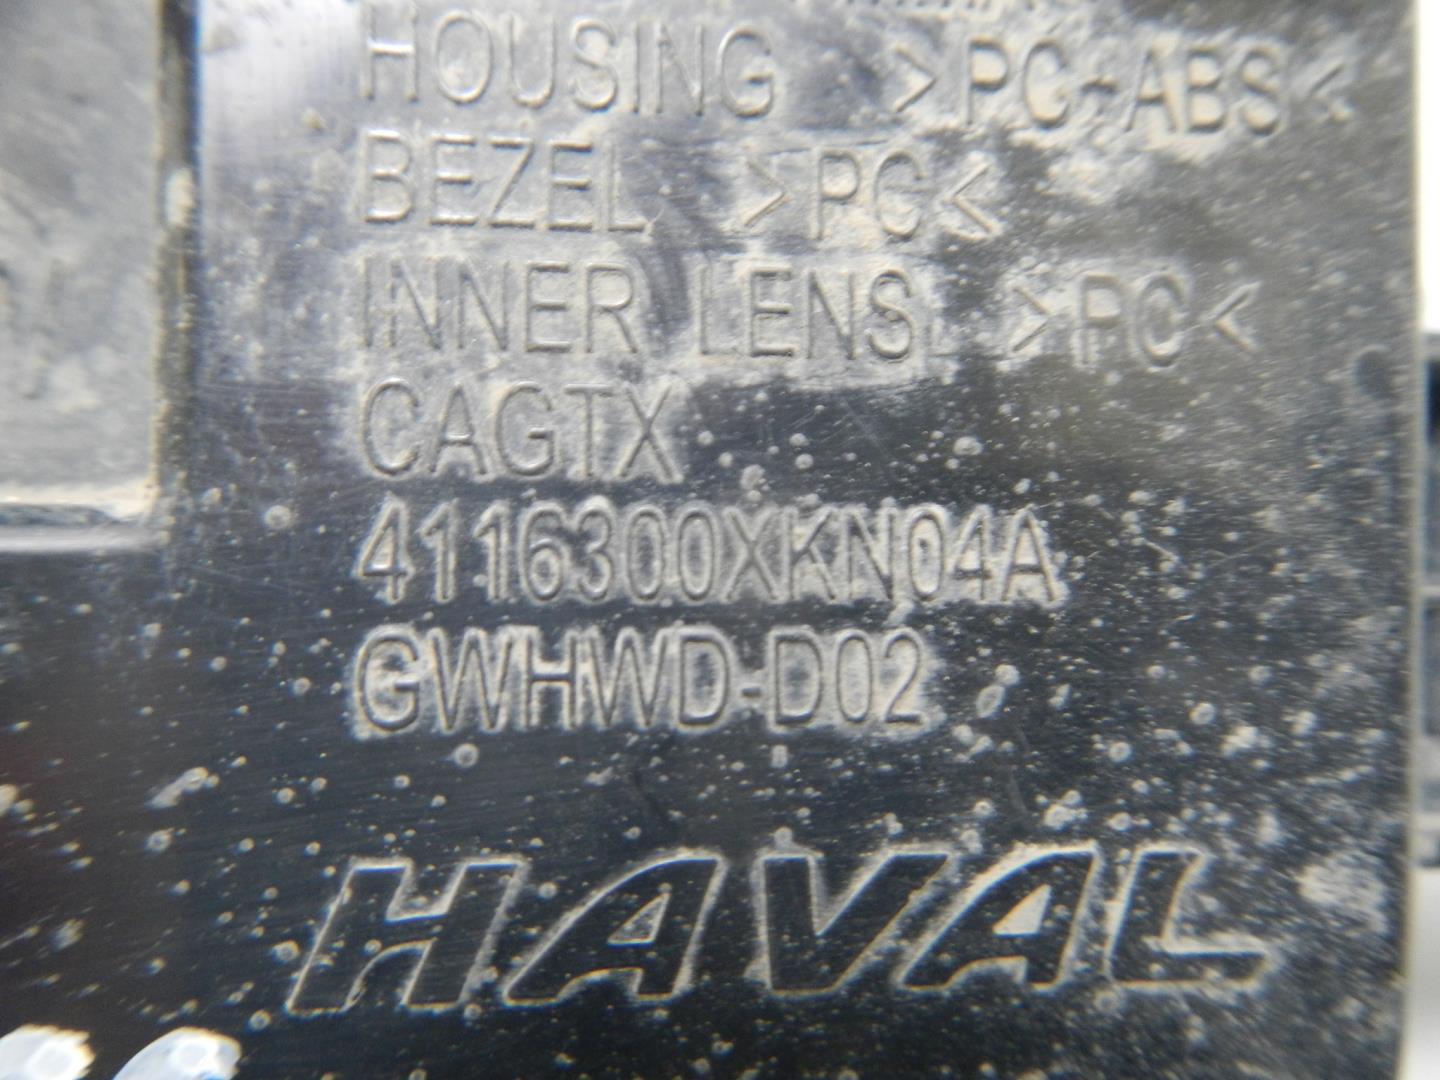 HOUSING >PC+ABS<
BEZEL >PC<
INNER LENS >PC<
CAGTX
4116300XKN04A
GWHWD-D02
HAVAL